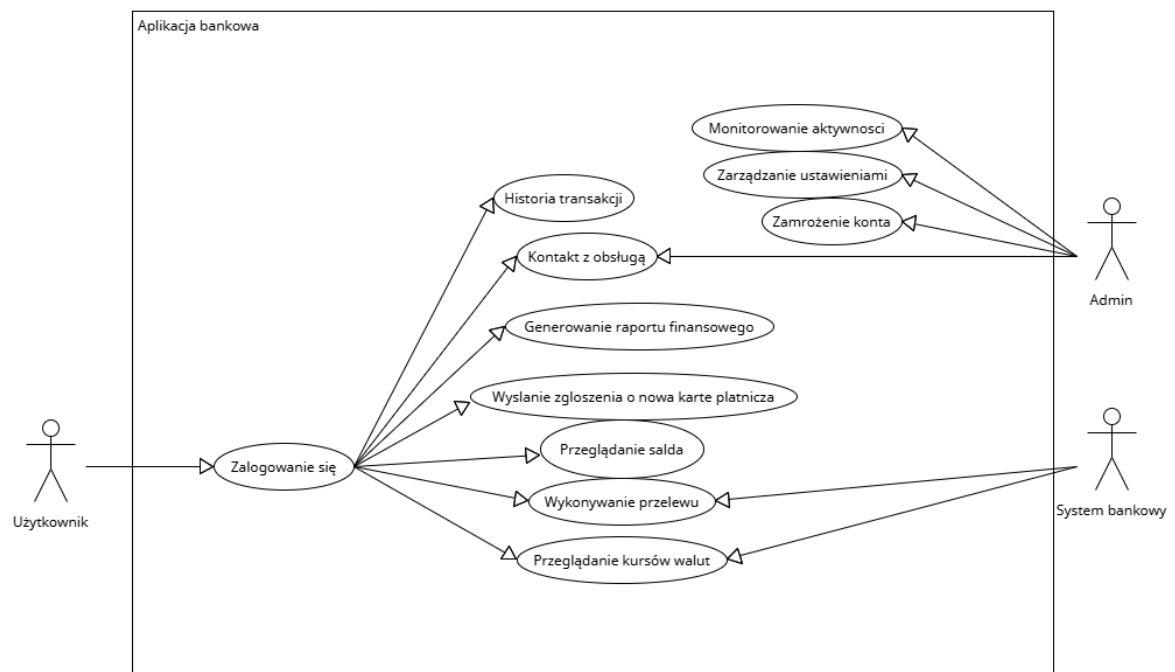 Aplikacja bankowa
Monitorowanie aktywnosci
Zarządzanie ustawieniami
Historia transakcji
Zamrożenie konta
Kontakt z obsługą
Admin
Generowanie raportu finansowego
Wyslanie zgloszenia o nowa karte platnicza
Przeglądanie salda
Zalogowanie się
Wykonywanie przelewu
System bankowy
Użytkownik
Przeglądanie kursów walut